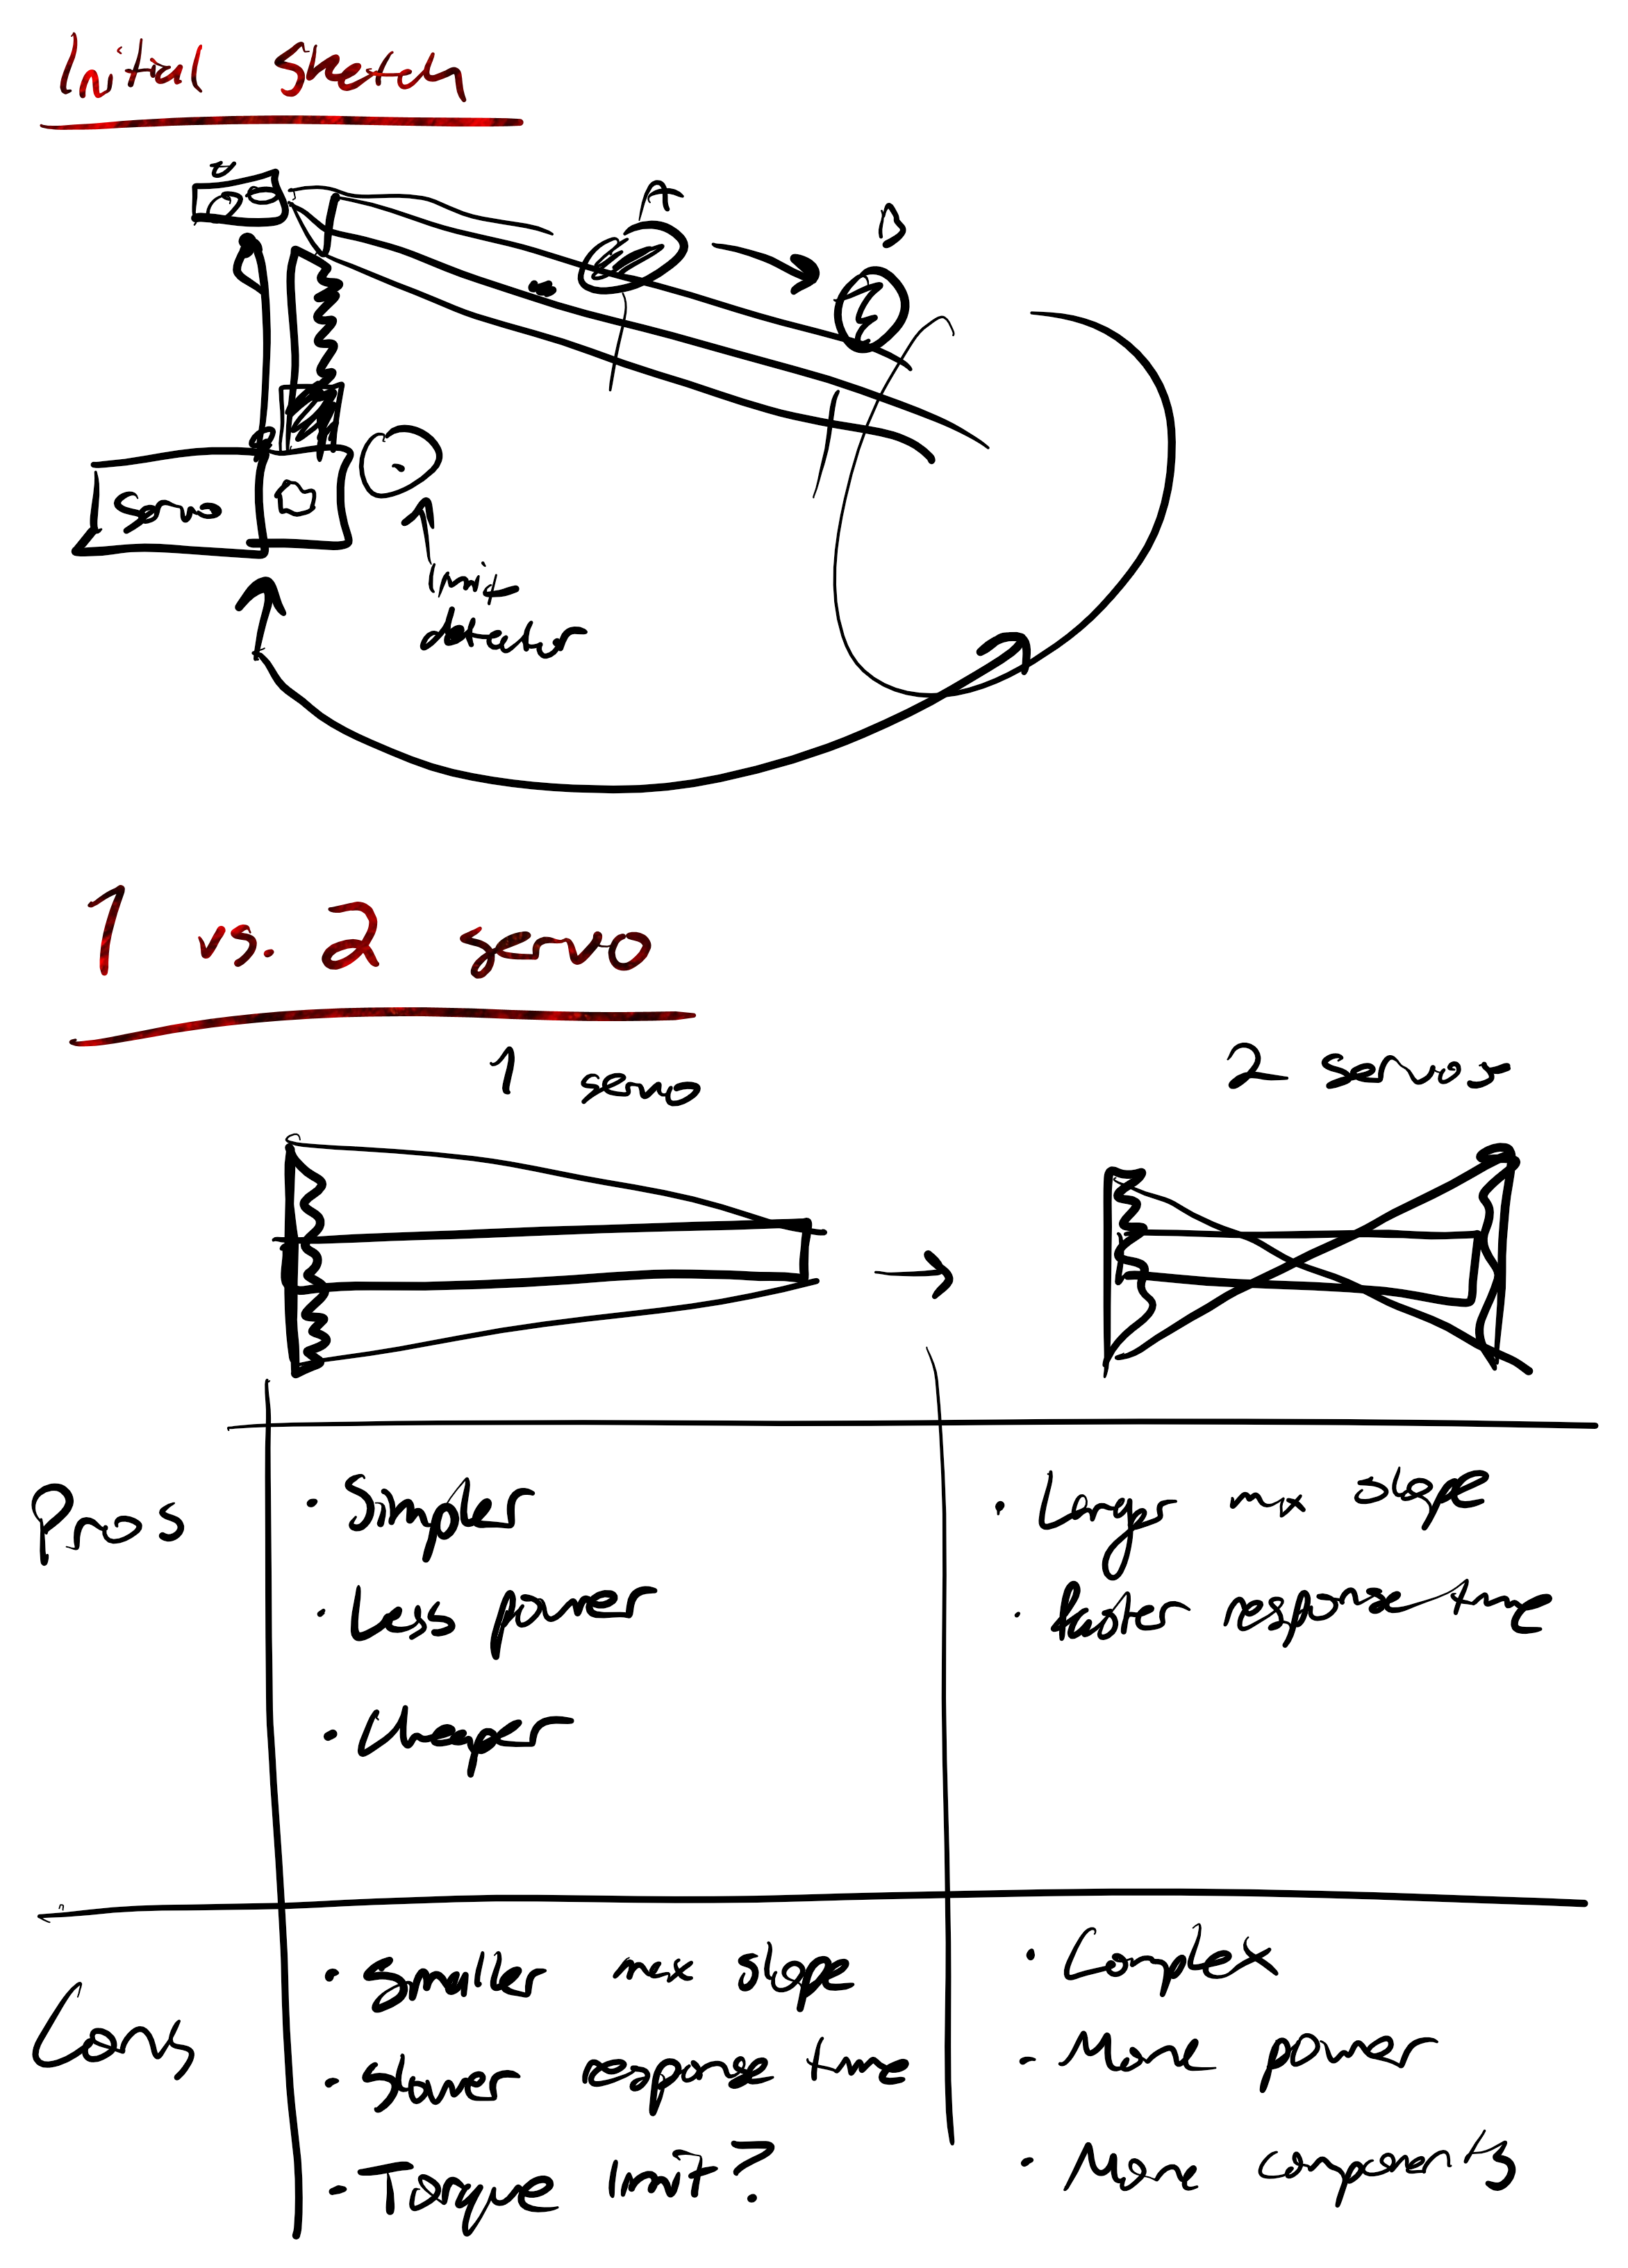 Initial Sketch
A
B
Servo
limit
detector
1 vs. 2 servo
1 servo
2 servos
Pros
• Simpler
• Less power
• Cheaper
• Larger max slope
• faster response time
Cons
• Smaller max slope
• Slower response time
• Torque limit?
• Complex
• More power
• More components